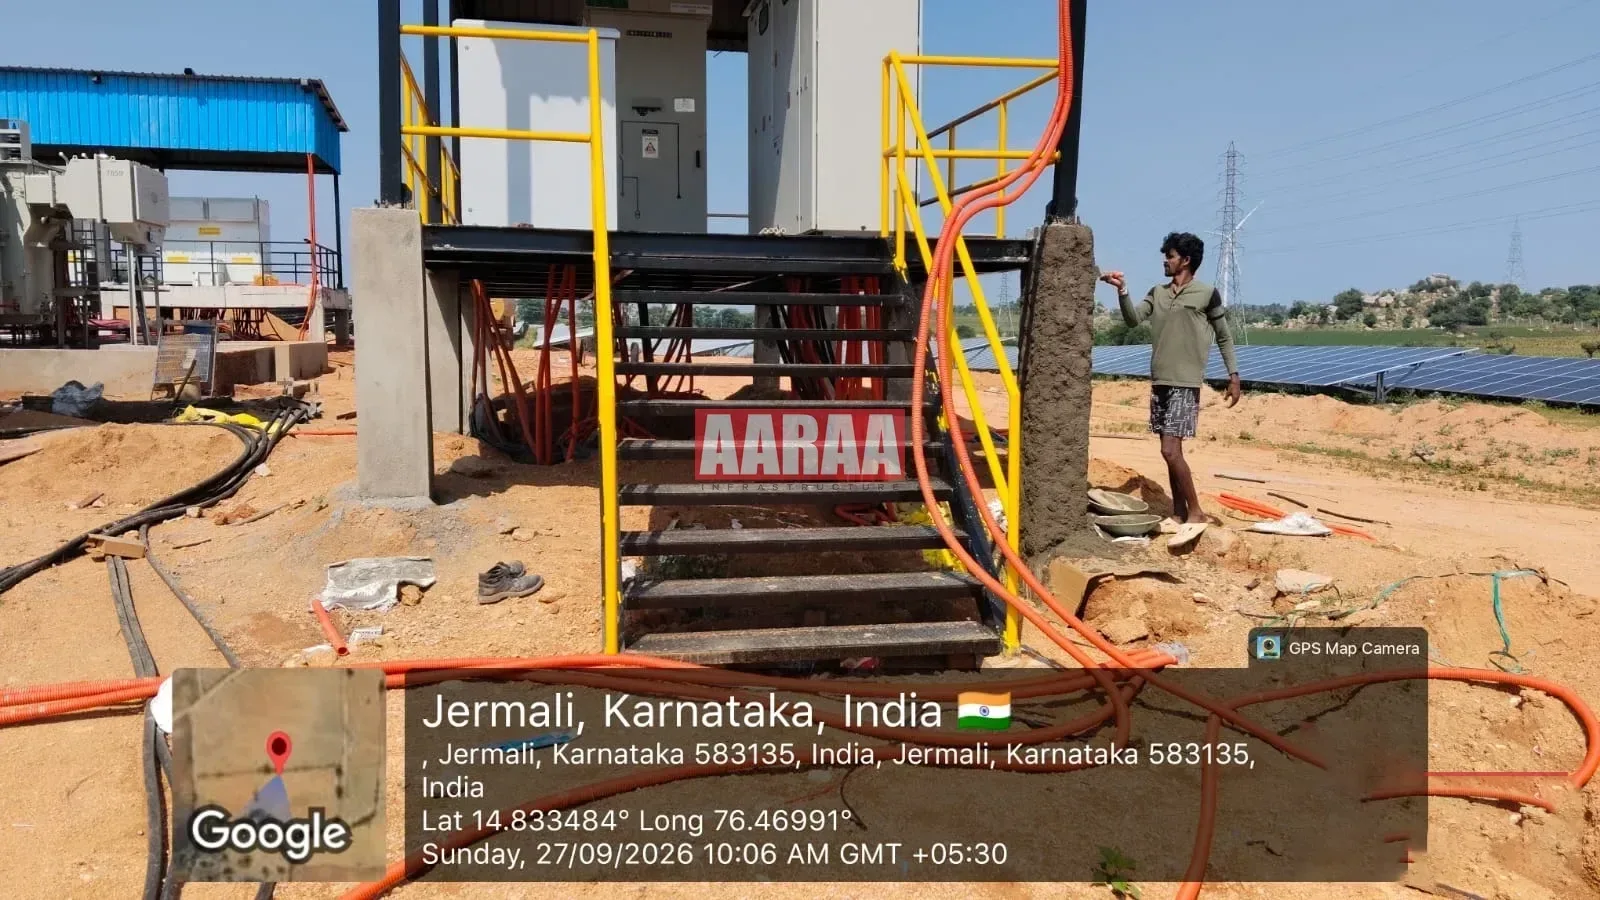 AARAA
INFRASTRUCTURE
GPS Map Camera
Jermali, Karnataka, India
, Jermali, Karnataka 583135, India, Jermali, Karnataka 583135,
India
Lat 14.833484° Long 76.46991°
Sunday, 27/09/2026 10:06 AM GMT +05:30
Google